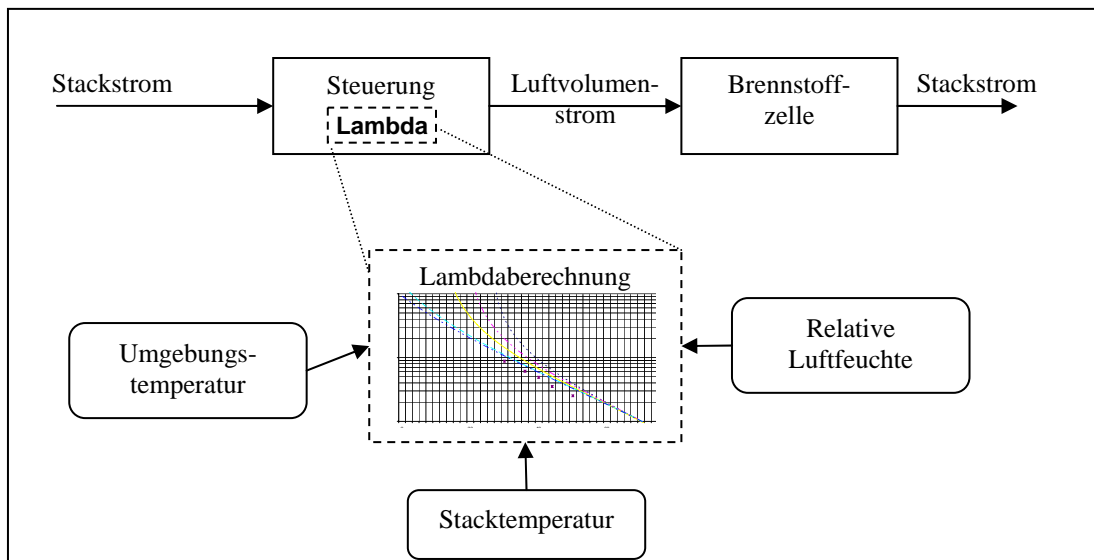 Stackstrom
Steuerung
Lambda
Luftvolumen-
strom
Brennstoff-
zelle
Stackstrom
Lambdaberechnung
Umgebungs-
temperatur
Relative
Luftfeuchte
Stacktemperatur